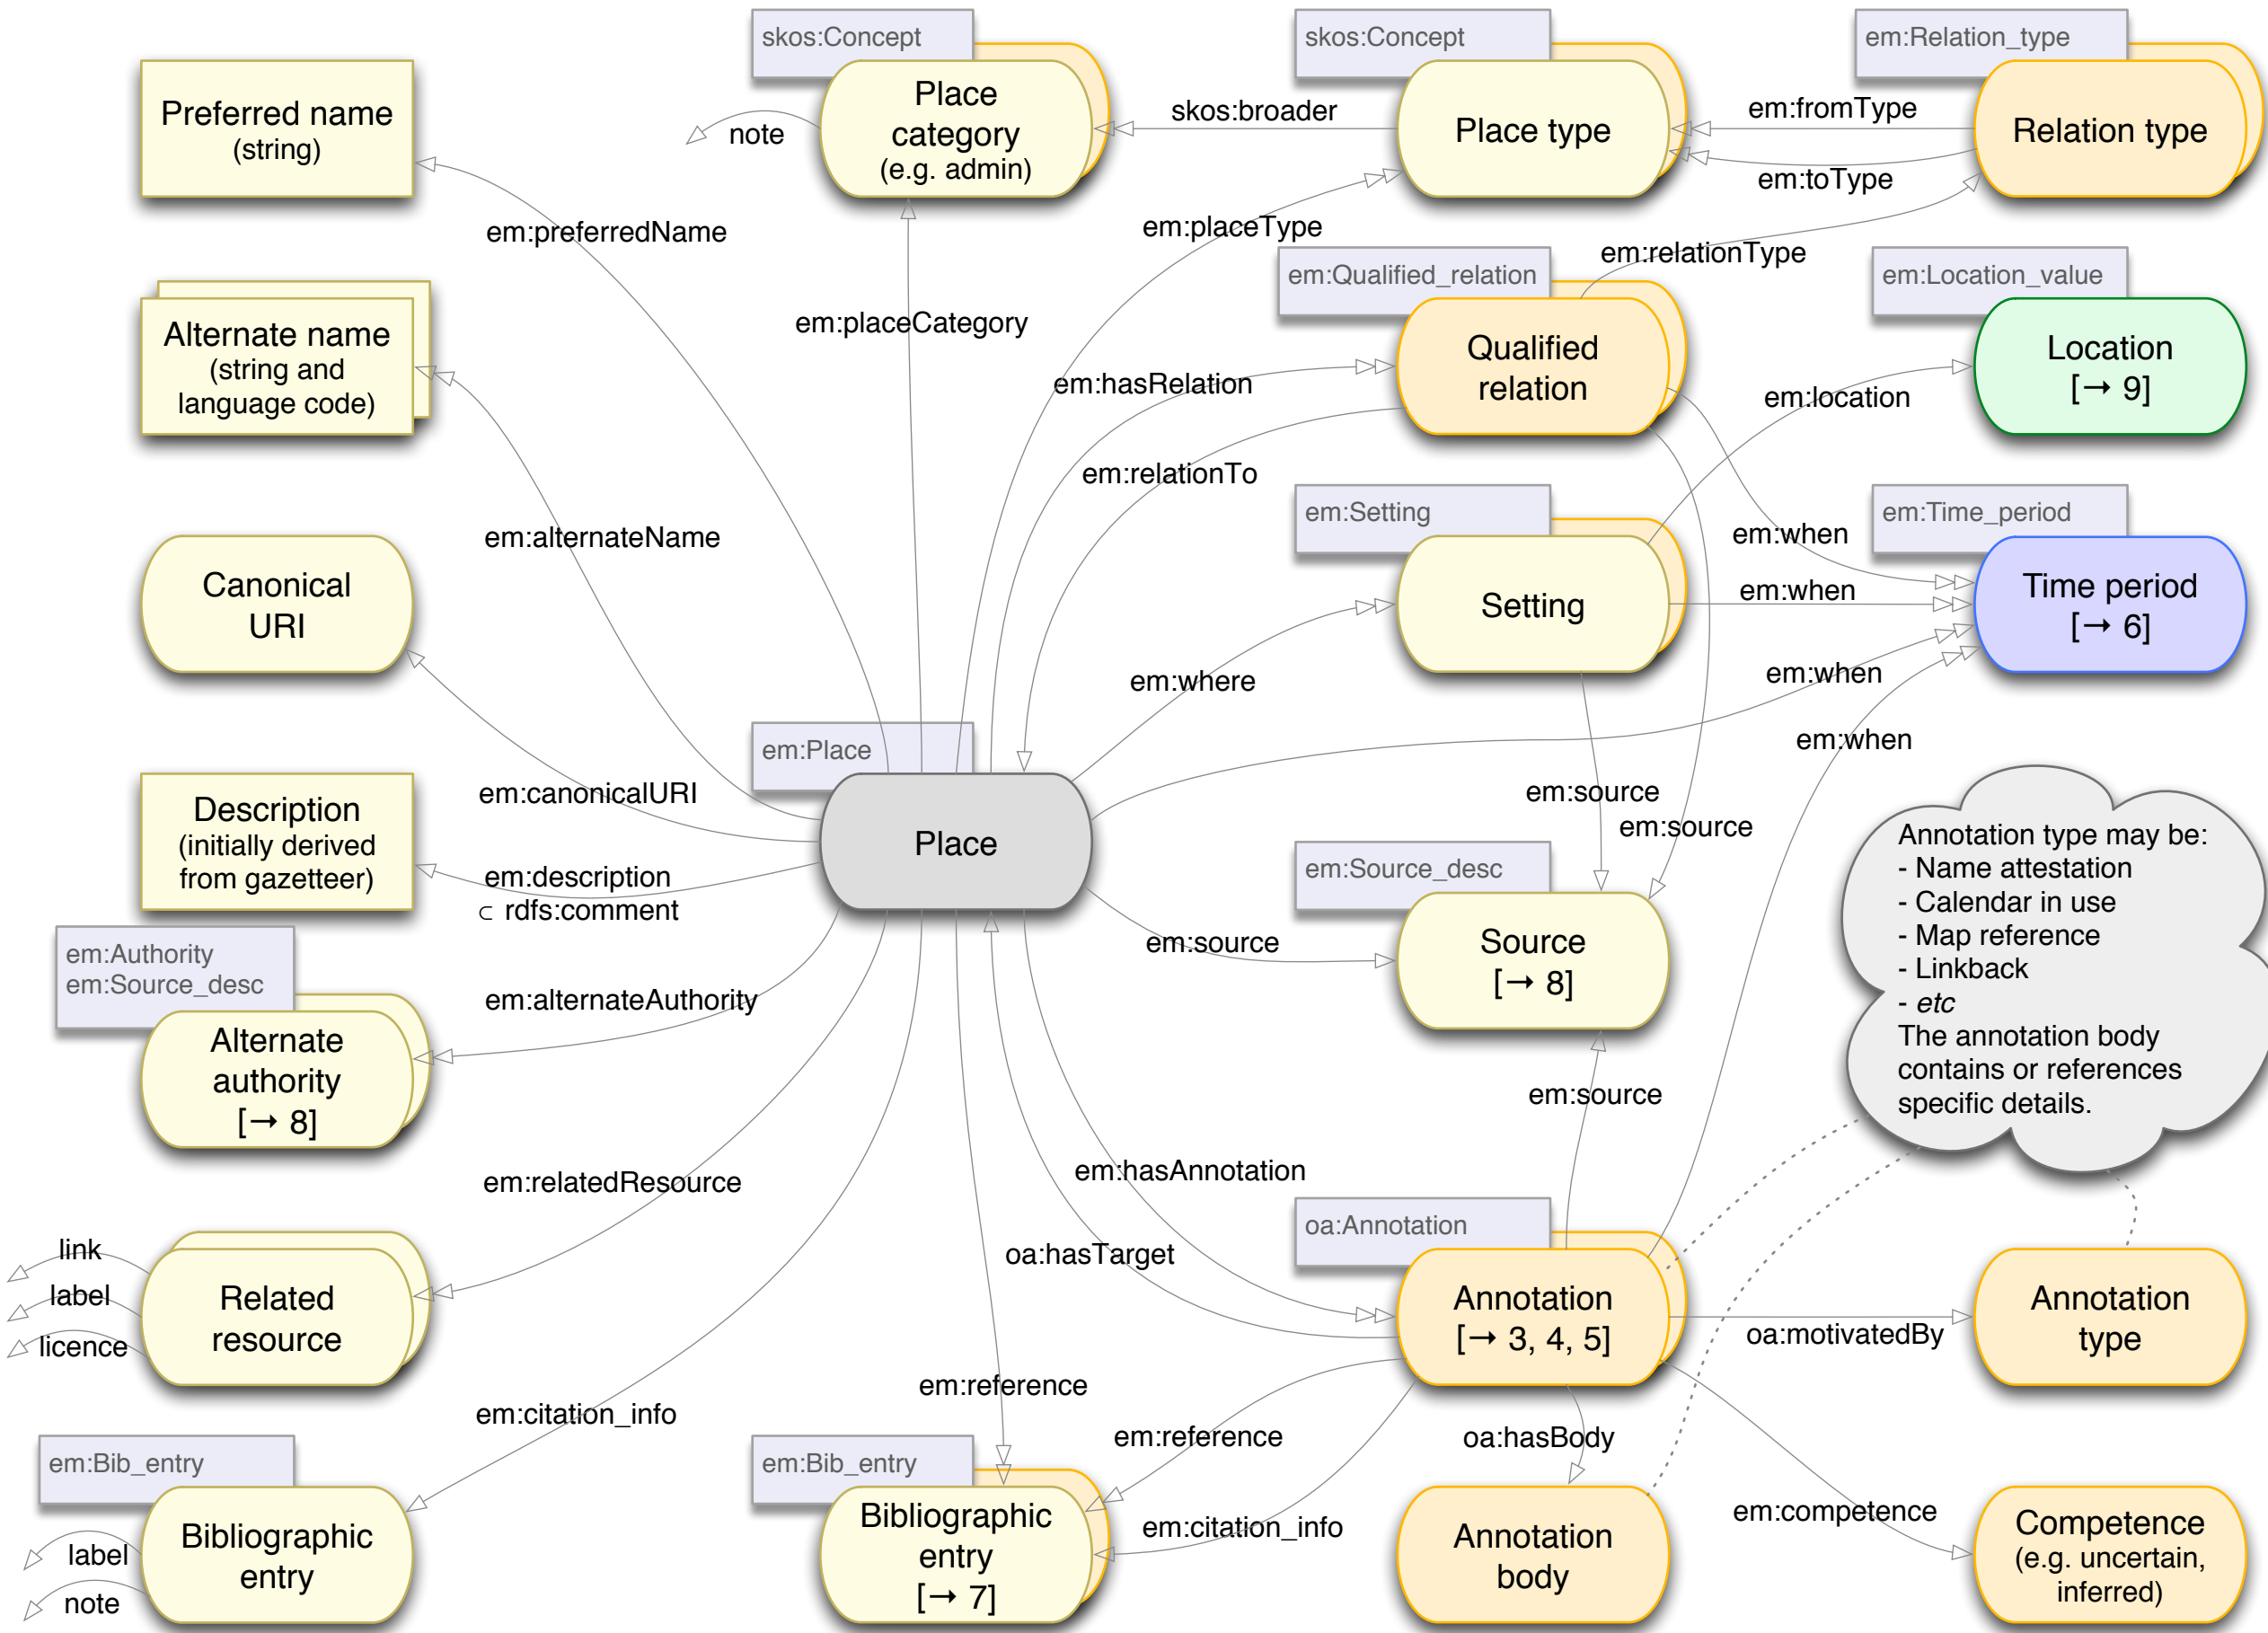 skos:Concept
skos:Concept
em:Relation_type
Preferred name
(string)
Place
category
(e.g. admin)
note
skos:broader
Place type
em:fromType
em:toType
Relation type
em:preferredName
em:placeType
em:relationType
em:placeCategory
em:Qualified_relation
em:Location_value
Alternate name
(string and
language code)
em:hasRelation
Qualified
relation
em:location
Location
[→ 9]
em:relationTo
em:Setting
em:Time_period
em:alternateName
em:when
Canonical
URI
Setting
em:when
Time period
[→ 6]
em:where
em:when
em:Place
em:when
em:canonicalURI
em:source
em:source
Description
(initially derived
from gazetteer)
Place
em:description
⊂ rdfs:comment
em:Source_desc
Annotation type may be:
- Name attestation
- Calendar in use
- Map reference
- Linkback
- etc
The annotation body
contains or references
specific details.
em:Authority
em:Source_desc
em:source
Source
[→ 8]
em:alternateAuthority
Alternate
authority
[→ 8]
em:source
em:relatedResource
em:hasAnnotation
oa:Annotation
link
label
licence
Related
resource
oa:hasTarget
Annotation
[→ 3, 4, 5]
oa:motivatedBy
Annotation
type
em:reference
em:citation_info
em:reference
oa:hasBody
em:Bib_entry
em:Bib_entry
label
note
Bibliographic
entry
Bibliographic
entry
[→ 7]
em:citation_info
Annotation
body
em:competence
Competence
(e.g. uncertain,
inferred)